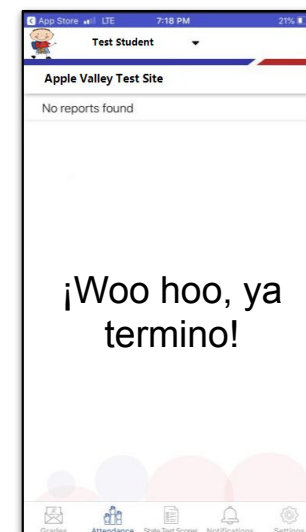 App Store LTE 7:18 PM 21%
Test Student
Apple Valley Test Site
No reports found
¡Woo hoo, ya
termino!
Grades Attendance State Test Scores Notifications Settings